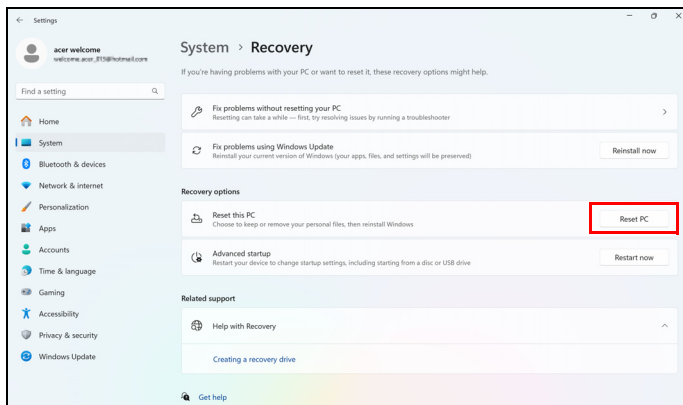 Settings
acer welcome
welcome.acer_815@hotmail.com
Find a setting
Home
System
Bluetooth & devices
Network & internet
Personalization
Apps
Accounts
Time & language
Gaming
Accessibility
Privacy & security
Windows Update
System > Recovery
If you're having problems with your PC or want to reset it, these recovery options might help.
Fix problems without resetting your PC
Resetting can take a while — first, try resolving issues by running a troubleshooter
Fix problems using Windows Update
Reinstall your current version of Windows (your apps, files, and settings will be preserved)
Reinstall now
Recovery options
Reset this PC
Choose to keep or remove your personal files, then reinstall Windows
Reset PC
Advanced startup
Restart your device to change startup settings, including starting from a disc or USB drive
Restart now
Related support
Help with Recovery
Creating a recovery drive
Get help